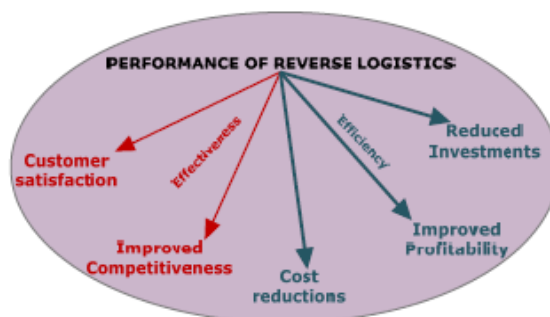 PERFORMANCE OF REVERSE LOGISTICS
Effectiveness
Efficiency
Reduced
Investments
Customer
satisfaction
Improved
Profitability
Improved
Competitiveness
Cost
reductions